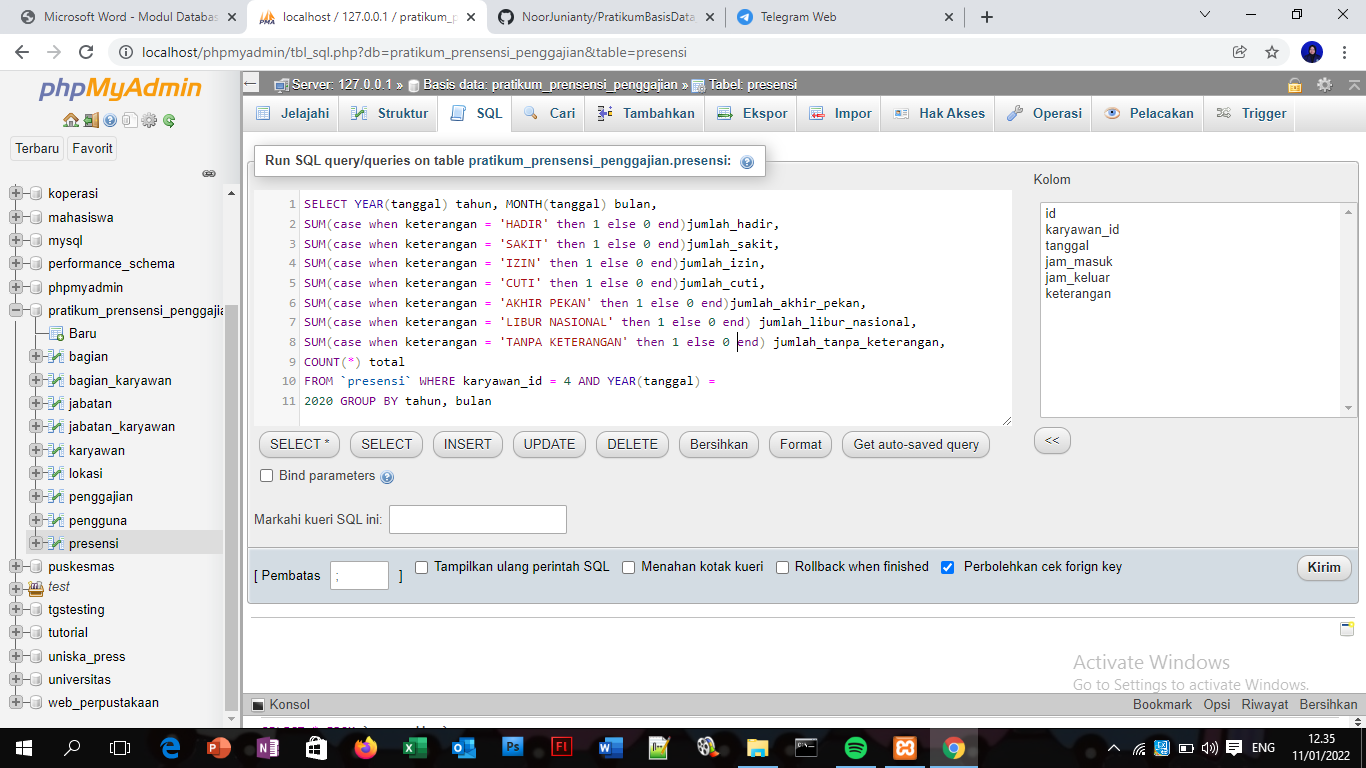 Microsoft Word - Modul Databas
localhost / 127.0.0.1 / pratikum_p
NoorJunianty/PratikumBasisData
Telegram Web
localhost/phpmyadmin/tbl_sql.php?db=pratikum_prensensi_penggajian&table=presensi
phpMyAdmin
Terbaru Favorit
koperasi
mahasiswa
mysql
performance_schema
phpmyadmin
pratikum_prensensi_penggajia
Baru
bagian
bagian_karyawan
jabatan
jabatan_karyawan
karyawan
lokasi
penggajian
pengguna
presensi
puskesmas
test
tgstesting
tutorial
uniska_press
universitas
web_perpustakaan
Server: 127.0.0.1 » Basis data: pratikum_prensensi_penggajian » Tabel: presensi
Jelajahi Struktur SQL Cari Tambahkan Ekspor Impor Hak Akses Operasi Pelacakan Trigger
Run SQL query/queries on table pratikum_prensensi_penggajian.presensi:
1 SELECT YEAR(tanggal) tahun, MONTH(tanggal) bulan,
2 SUM(case when keterangan = 'HADIR' then 1 else 0 end)jumlah_hadir,
3 SUM(case when keterangan = 'SAKIT' then 1 else 0 end)jumlah_sakit,
4 SUM(case when keterangan = 'IZIN' then 1 else 0 end)jumlah_izin,
5 SUM(case when keterangan = 'CUTI' then 1 else 0 end)jumlah_cuti,
6 SUM(case when keterangan = 'AKHIR PEKAN' then 1 else 0 end)jumlah_akhir_pekan,
7 SUM(case when keterangan = 'LIBUR NASIONAL' then 1 else 0 end) jumlah_libur_nasional,
8 SUM(case when keterangan = 'TANPA KETERANGAN' then 1 else 0 end) jumlah_tanpa_keterangan,
9 COUNT(*) total
10 FROM `presensi` WHERE karyawan_id = 4 AND YEAR(tanggal) =
11 2020 GROUP BY tahun, bulan
Kolom
id
karyawan_id
tanggal
jam_masuk
jam_keluar
keterangan
<<
SELECT * SELECT INSERT UPDATE DELETE Bersihkan Format Get auto-saved query
Bind parameters
Markahi kueri SQL ini:
[ Pembatas ; ] Tampilkan ulang perintah SQL Menahan kotak kueri Rollback when finished Perbolehkan cek forign key Kirim
Activate Windows
Go to Settings to activate Windows.
Konsol Bookmark Opsi Riwayat Bersihkan
ENG
12.35
11/01/2022